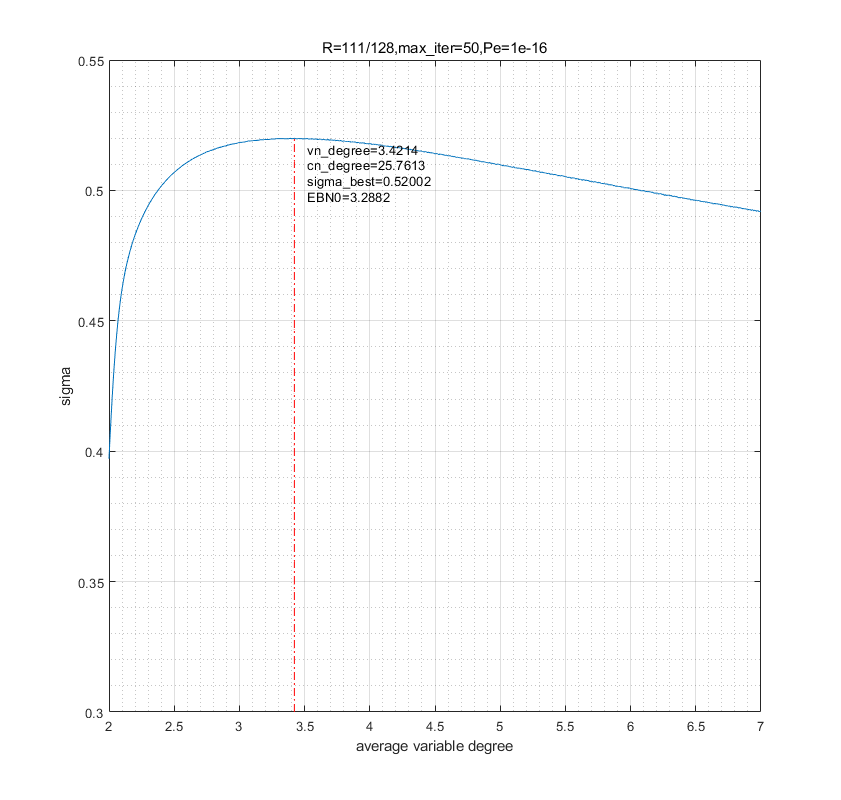 R=111/128,max_iter=50,Pe=1e-16
0.55
0.5
0.45
0.4
0.35
0.3
sigma
vn_degree=3.4214
cn_degree=25.7613
sigma_best=0.52002
EBN0=3.2882
2 2.5 3 3.5 4 4.5 5 5.5 6 6.5 7
average variable degree